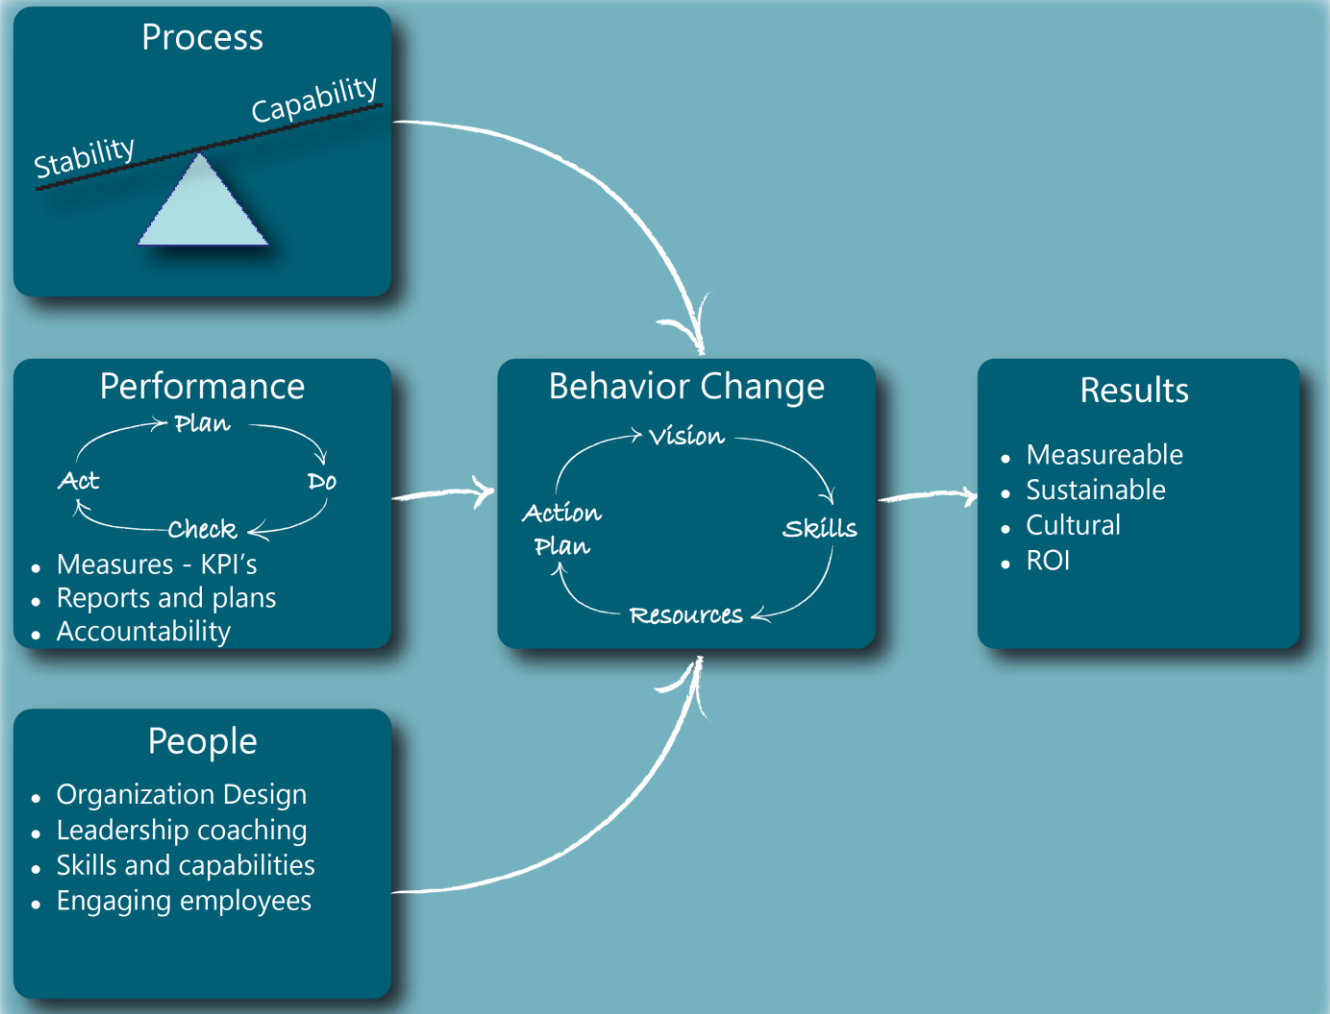 Process
Capability
Stability
Performance
Plan
Act
Do
Check
• Measures - KPI's
• Reports and plans
• Accountability
People
• Organization Design
• Leadership coaching
• Skills and capabilities
• Engaging employees
Behavior Change
Vision
Action
Plan
Skills
Resources
Results
• Measureable
• Sustainable
• Cultural
• ROI